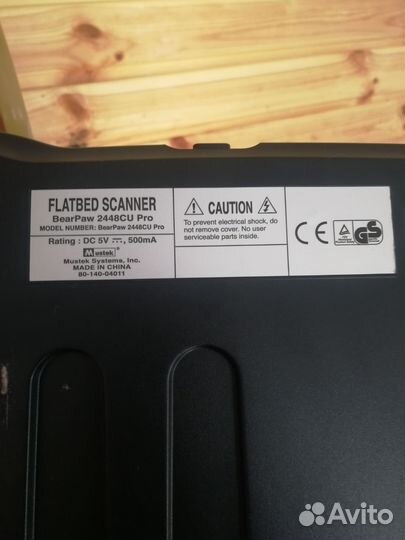 FLATBED SCANNER
BearPaw 2448CU Pro
MODEL NUMBER: BearPaw 2448CU Pro
Rating : DC 5V ⎓, 500mA
Mustek ®
Mustek Systems, Inc.
MADE IN CHINA
80-140-04011
⚠ CAUTION ⚠
To prevent electrical shock, do
not remove cover. No user
serviceable parts inside.
CE
GS
Avito